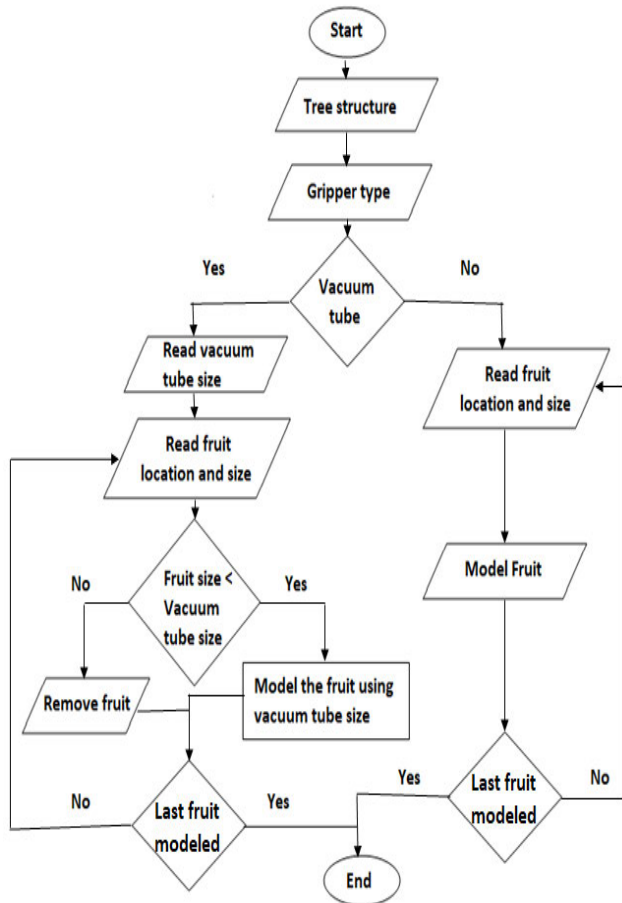 Start
Tree structure
Gripper type
Yes
No
Vacuum
tube
Read vacuum
tube size
Read fruit
location and size
Read fruit
location and size
No
Fruit size <
Vacuum
tube size
Yes
Model Fruit
Remove fruit
Model the fruit using
vacuum tube size
No
Last fruit
modeled
Yes
Yes
Last fruit
modeled
No
End